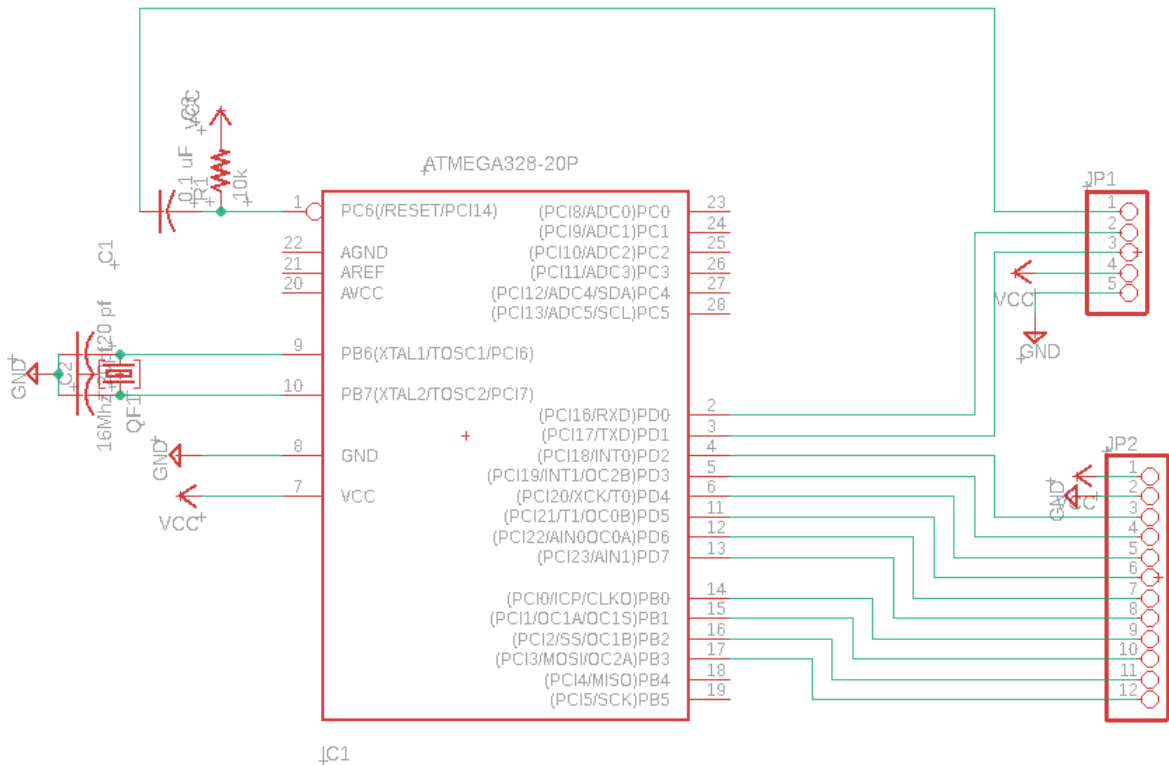 ATMEGA328-20P
VCC
0.1 uF
R1
10k
1
PC6(/RESET/PCI14)
22
AGND
21
AREF
20
AVCC
9
PB6(XTAL1/TOSC1/PCI6)
10
PB7(XTAL2/TOSC2/PCI7)
8
GND
7
VCC
(PCI8/ADC0)PC0
23
(PCI9/ADC1)PC1
24
(PCI10/ADC2)PC2
25
(PCI11/ADC3)PC3
26
(PCI12/ADC4/SDA)PC4
27
(PCI13/ADC5/SCL)PC5
28
(PCI16/RXD)PD0
2
(PCI17/TXD)PD1
3
(PCI18/INT0)PD2
4
(PCI19/INT1/OC2B)PD3
5
(PCI20/XCK/T0)PD4
6
(PCI21/T1/OC0B)PD5
11
(PCI22/AIN0OC0A)PD6
12
(PCI23/AIN1)PD7
13
(PCI0/ICP/CLKO)PB0
14
(PCI1/OC1A/OC1S)PB1
15
(PCI2/SS/OC1B)PB2
16
(PCI3/MOSI/OC2A)PB3
17
(PCI4/MISO)PB4
18
(PCI5/SCK)PB5
19
IC1
C1
20 pf
C2
16Mhz
QF1
GND
GND
VCC
JP1
1
2
3
4
5
VCC
GND
JP2
1
2
3
4
5
6
7
8
9
10
11
12
GND
VCC